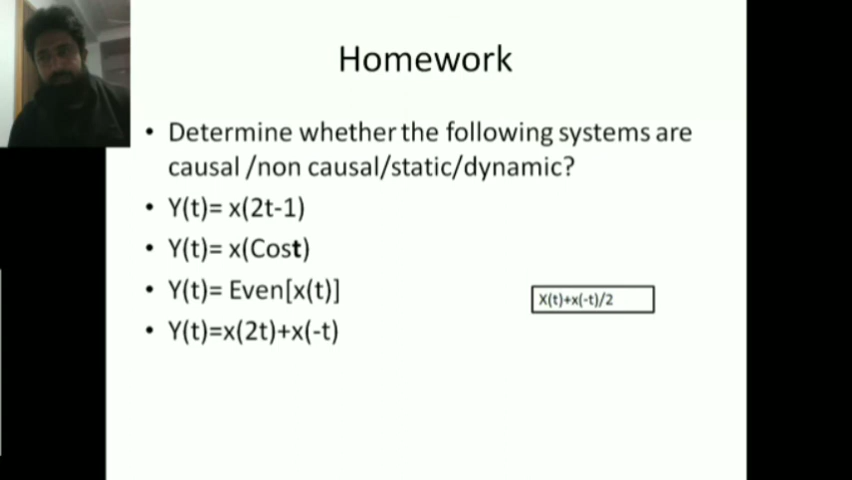 Homework
• Determine whether the following systems are
causal /non causal/static/dynamic?
• Y(t)= x(2t-1)
• Y(t)= x(Cost)
• Y(t)= Even[x(t)]
X(t)+x(-t)/2
• Y(t)=x(2t)+x(-t)